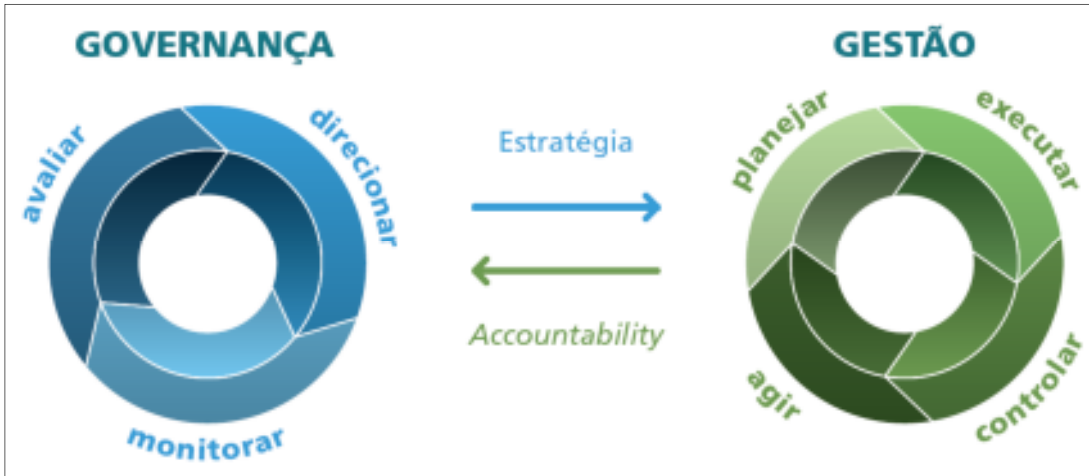 GOVERNANÇA
GESTÃO
avaliar
direcionar
monitorar
Estratégia
Accountability
planejar
executar
controlar
agir